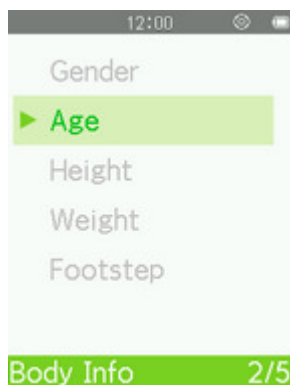 12:00
Gender
Age
Height
Weight
Footstep
Body Info 2/5